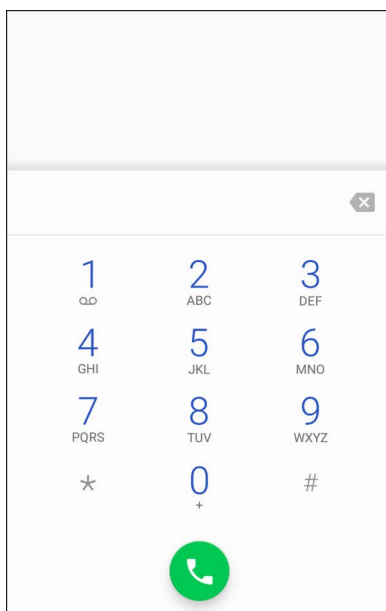 1 2 3
ABC DEF
4 5 6
GHI JKL MNO
7 8 9
PQRS TUV WXYZ
* 0 #
+